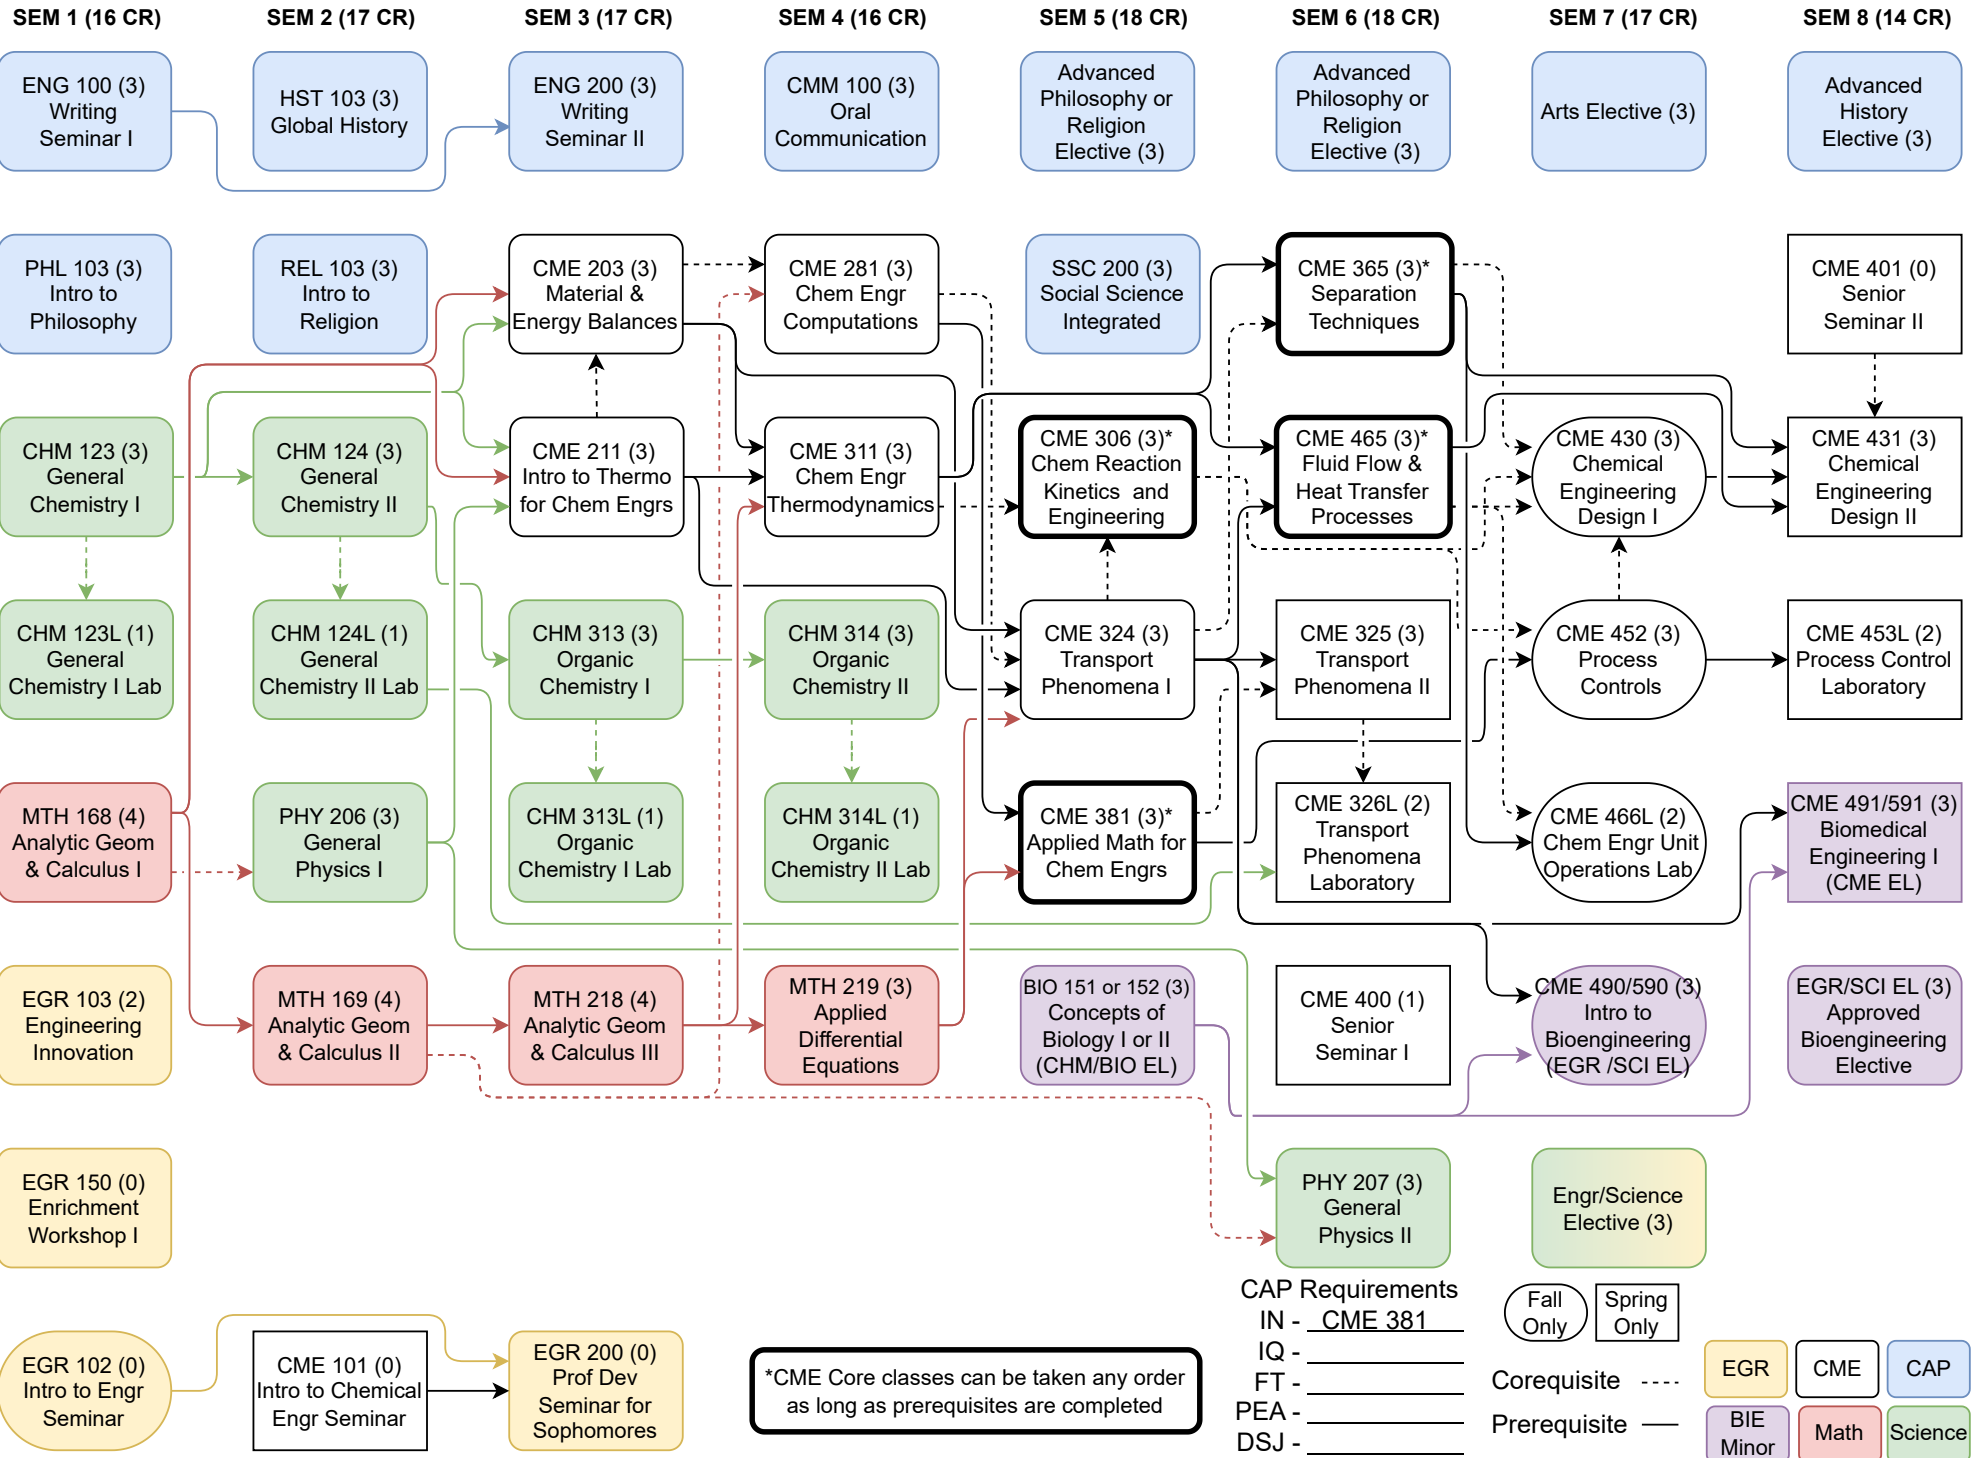 SEM 1 (16 CR)
SEM 2 (17 CR)
SEM 3 (17 CR)
SEM 4 (16 CR)
SEM 5 (18 CR)
SEM 6 (18 CR)
SEM 7 (17 CR)
SEM 8 (14 CR)
ENG 100 (3)
Writing
Seminar I
HST 103 (3)
Global History
ENG 200 (3)
Writing
Seminar II
CMM 100 (3)
Oral
Communication
Advanced
Philosophy or
Religion
Elective (3)
Advanced
Philosophy or
Religion
Elective (3)
Arts Elective (3)
Advanced
History
Elective (3)
PHL 103 (3)
Intro to
Philosophy
REL 103 (3)
Intro to
Religion
CME 203 (3)
Material &
Energy Balances
CME 281 (3)
Chem Engr
Computations
SSC 200 (3)
Social Science
Integrated
CME 365 (3)*
Separation
Techniques
CME 401 (0)
Senior
Seminar II
CHM 123 (3)
General
Chemistry I
CHM 124 (3)
General
Chemistry II
CME 211 (3)
Intro to Thermo
for Chem Engrs
CME 311 (3)
Chem Engr
Thermodynamics
CME 306 (3)*
Chem Reaction
Kinetics and
Engineering
CME 465 (3)*
Fluid Flow &
Heat Transfer
Processes
CME 430 (3)
Chemical
Engineering
Design I
CME 431 (3)
Chemical
Engineering
Design II
CHM 123L (1)
General
Chemistry I Lab
CHM 124L (1)
General
Chemistry II Lab
CHM 313 (3)
Organic
Chemistry I
CHM 314 (3)
Organic
Chemistry II
CME 324 (3)
Transport
Phenomena I
CME 325 (3)
Transport
Phenomena II
CME 452 (3)
Process
Controls
CME 453L (2)
Process Control
Laboratory
MTH 168 (4)
Analytic Geom
& Calculus I
PHY 206 (3)
General
Physics I
CHM 313L (1)
Organic
Chemistry I Lab
CHM 314L (1)
Organic
Chemistry II Lab
CME 381 (3)*
Applied Math for
Chem Engrs
CME 326L (2)
Transport
Phenomena
Laboratory
CME 466L (2)
Chem Engr Unit
Operations Lab
CME 491/591 (3)
Biomedical
Engineering I
(CME EL)
EGR 103 (2)
Engineering
Innovation
MTH 169 (4)
Analytic Geom
& Calculus II
MTH 218 (4)
Analytic Geom
& Calculus III
MTH 219 (3)
Applied
Differential
Equations
BIO 151 or 152 (3)
Concepts of
Biology I or II
(CHM/BIO EL)
CME 400 (1)
Senior
Seminar I
CME 490/590 (3)
Intro to
Bioengineering
(EGR /SCI EL)
EGR/SCI EL (3)
Approved
Bioengineering
Elective
EGR 150 (0)
Enrichment
Workshop I
PHY 207 (3)
General
Physics II
Engr/Science
Elective (3)
EGR 102 (0)
Intro to Engr
Seminar
CME 101 (0)
Intro to Chemical
Engr Seminar
EGR 200 (0)
Prof Dev
Seminar for
Sophomores
*CME Core classes can be taken any order
as long as prerequisites are completed
CAP Requirements
IN - CME 381
IQ -
FT -
PEA -
DSJ -
Fall
Only
Spring
Only
Corequisite
Prerequisite
EGR
CME
CAP
BIE
Minor
Math
Science